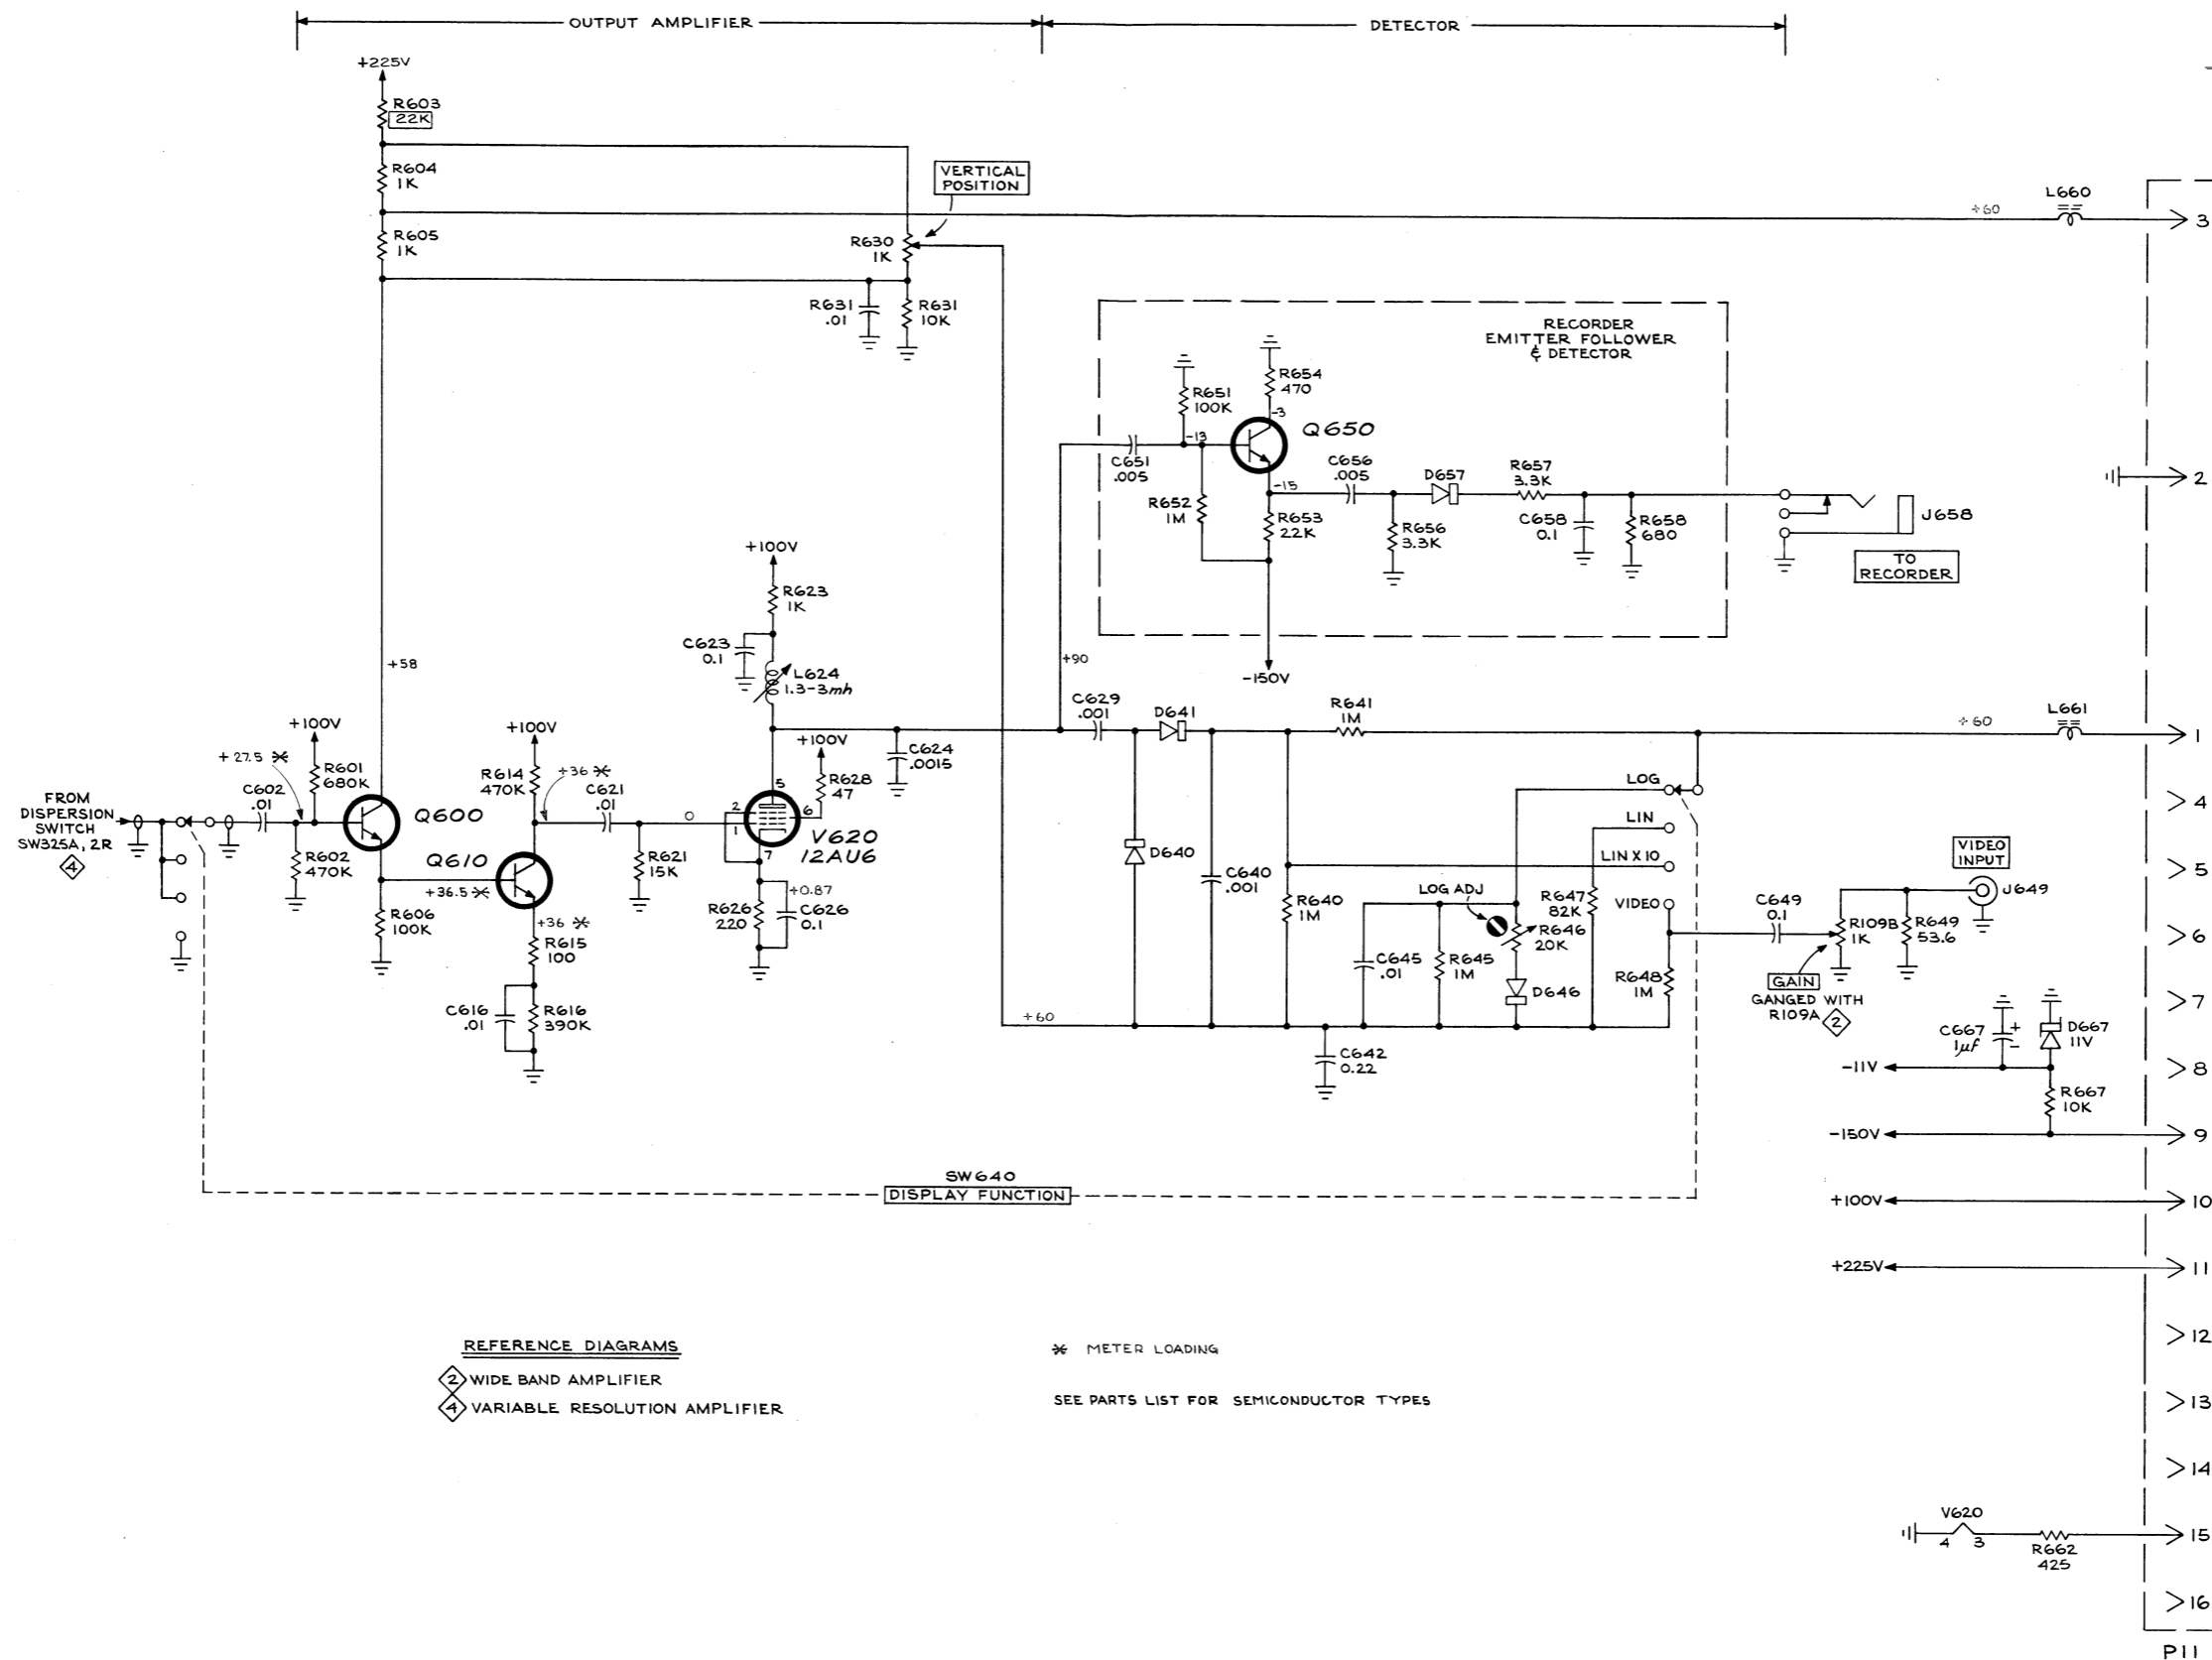 OUTPUT AMPLIFIER
DETECTOR
+225V
R603
22K
R604
1K
R605
1K
VERTICAL
POSITION
R630
1K
R631
.01
R631
10K
+60
L660
3
RECORDER
EMITTER FOLLOWER
& DETECTOR
R654
470
R651
100K
-3
-13
Q650
C651
.005
R652
1M
-15
R653
22K
C656
.005
D657
R657
3.3K
R656
3.3K
C658
0.1
R658
680
J658
TO
RECORDER
2
-150V
+100V
R623
1K
C623
0.1
L624
1.3-3mh
+58
+90
+100V
+27.5 *
R601
680K
C602
.01
FROM
DISPERSION
SWITCH
SW325A, 2R
4
R602
470K
Q600
Q610
+36.5 *
R606
100K
+100V
R614
470K
+36 *
C621
.01
+36 *
R615
100
C616
.01
R616
390K
R621
15K
0
5
2
1
6
7
+100V
R628
47
V620
12AU6
+0.87
R626
220
C626
0.1
C624
.0015
C629
.001
D641
R641
1M
+60
L661
1
D640
C640
.001
R640
1M
LOG
LIN
LIN X 10
VIDEO
LOG ADJ
R647
82K
R646
20K
C645
.01
R645
1M
D646
R648
1M
+60
C642
0.22
C649
0.1
R109B
1K
R649
53.6
VIDEO
INPUT
J649
GAIN
GANGED WITH
R109A 2
4
5
6
7
C667
1µf
+
-
D667
11V
-11V
8
R667
10K
-150V
9
SW640
DISPLAY FUNCTION
+100V
10
+225V
11
12
13
14
REFERENCE DIAGRAMS
2 WIDE BAND AMPLIFIER
4 VARIABLE RESOLUTION AMPLIFIER
* METER LOADING
SEE PARTS LIST FOR SEMICONDUCTOR TYPES
V620
4
3
R662
425
15
16
P11